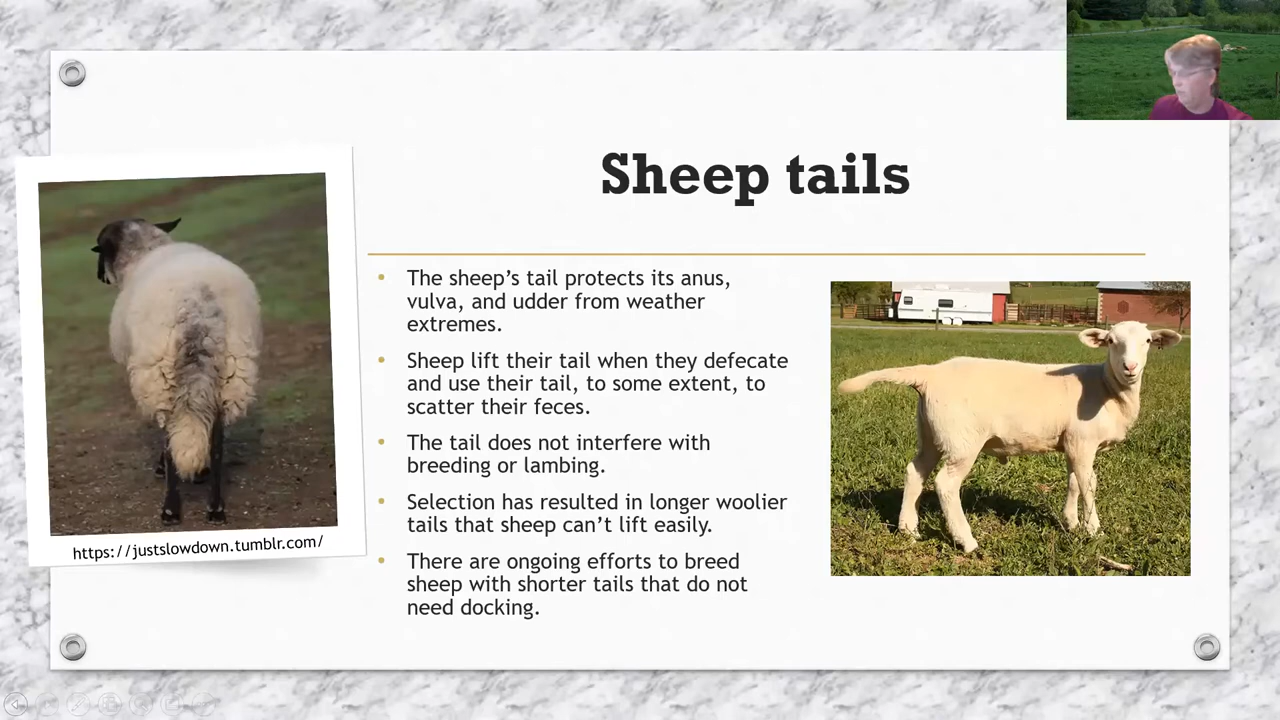 Sheep tails
• The sheep’s tail protects its anus,
vulva, and udder from weather
extremes.
• Sheep lift their tail when they defecate
and use their tail, to some extent, to
scatter their feces.
• The tail does not interfere with
breeding or lambing.
• Selection has resulted in longer woolier
tails that sheep can’t lift easily.
• There are ongoing efforts to breed
sheep with shorter tails that do not
need docking.
https://justslowdown.tumblr.com/